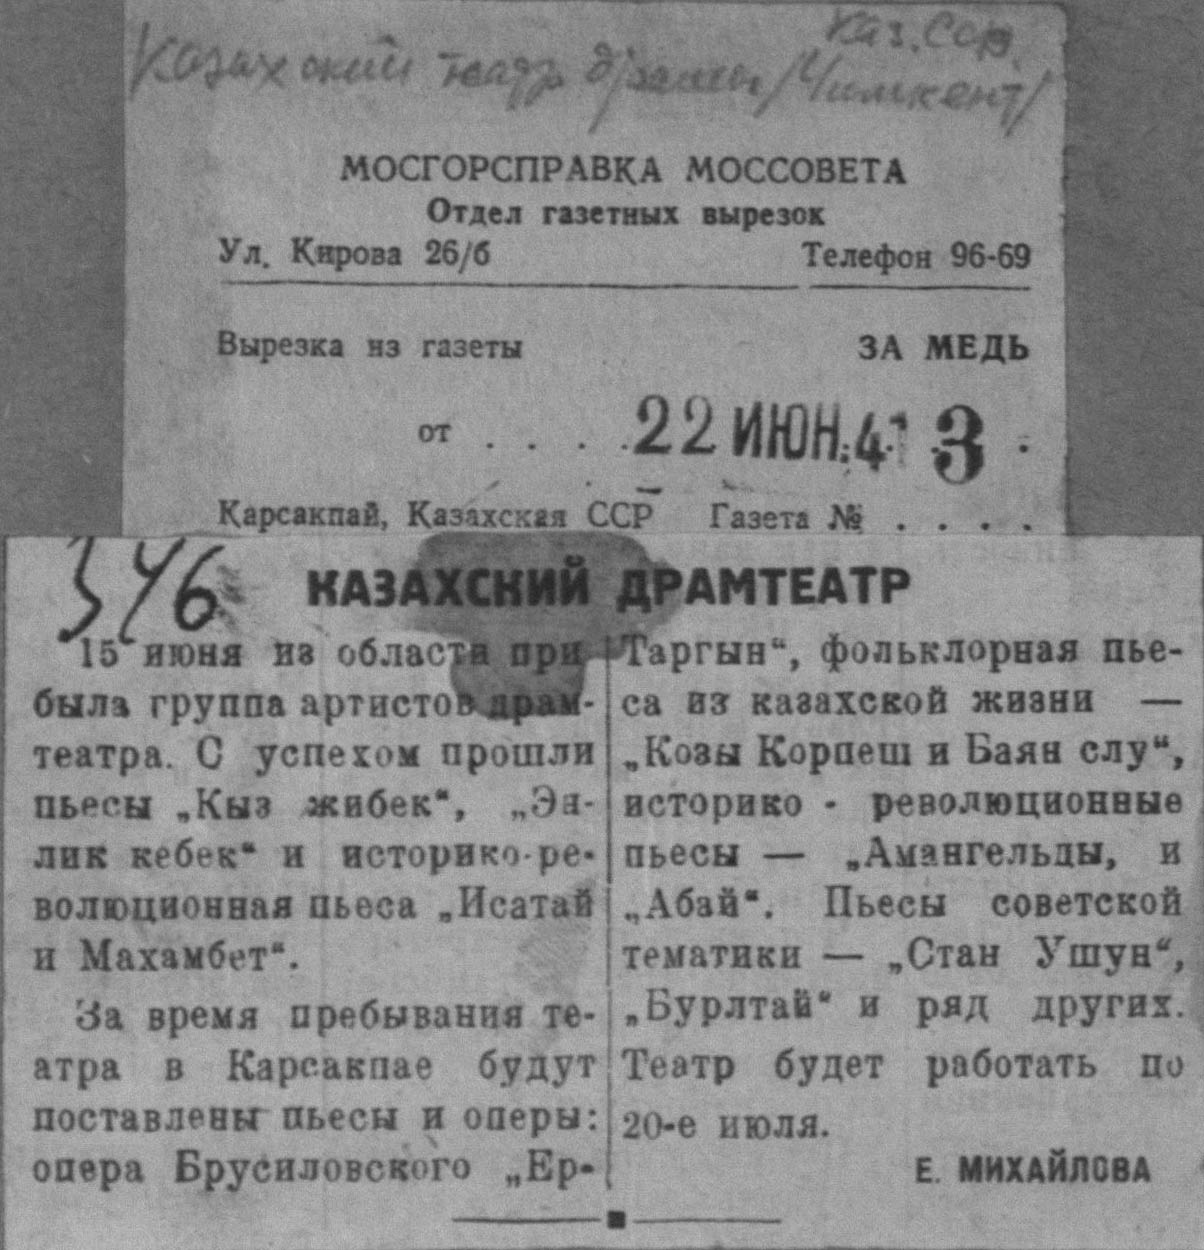 Каз. ССР.
Казахский театр драмы /Чимкент/
МОСГОРСПРАВКА МОССОВЕТА
Отдел газетных вырезок
Ул. Кирова 26/б Телефон 96-69
Вырезка из газеты ЗА МЕДЬ
от . . . . 22 ИЮН. 41 3 .
Карсакпай, Казахская ССР Газета № . . . .
346
КАЗАХСКИЙ ДРАМТЕАТР
15 июня из области при
была группа артистов драм-
театра. С успехом прошли
пьесы „Кыз жибек“, „Эн-
лик кебек“ и историко-ре-
волюционная пьеса „Исатай
и Махамбет“.
За время пребывания те-
атра в Карсакпае будут
поставлены пьесы и оперы:
опера Брусиловского „Ер-
Таргын“, фольклорная пье-
са из казахской жизни —
„Козы Корпеш и Баян слу“,
историко - революционные
пьесы — „Амангельды, и
„Абай“. Пьесы советской
тематики — „Стан Ушун“,
„Бурлтай“ и ряд других.
Театр будет работать по
20-е июля.
Е. МИХАЙЛОВА